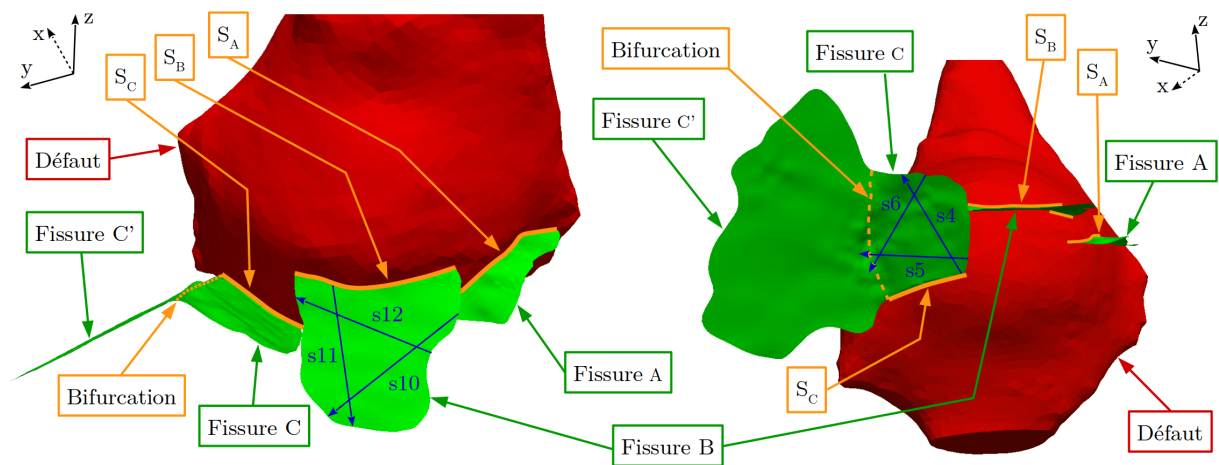 z
x
y
S_C
S_B
S_A
Défaut
Fissure C'
Bifurcation
Fissure C
s12
s11
s10
Fissure A
Fissure B
Bifurcation
Fissure C
S_B
S_A
z
y
x
Fissure C'
Fissure A
s6
s4
s5
S_C
Défaut